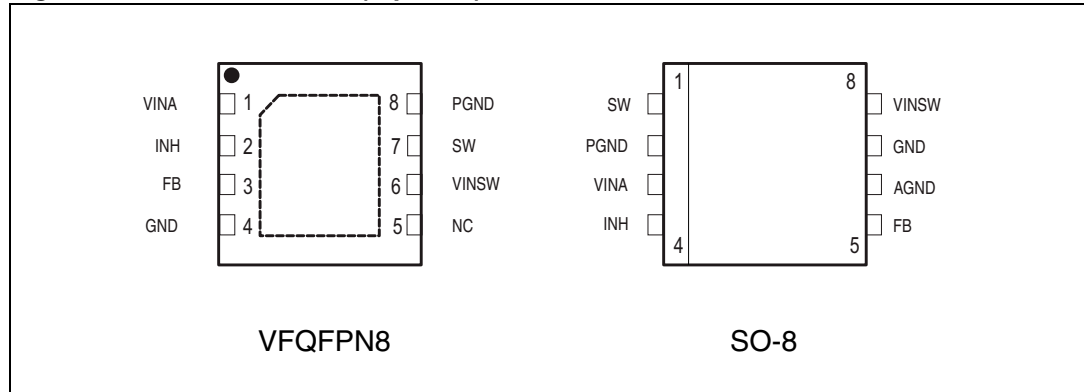 VINA 1 8 PGND
INH 2 7 SW
FB 3 6 VINSW
GND 4 5 NC
VFQFPN8
1 8
SW VINSW
PGND GND
VINA AGND
INH FB
4 5
SO-8